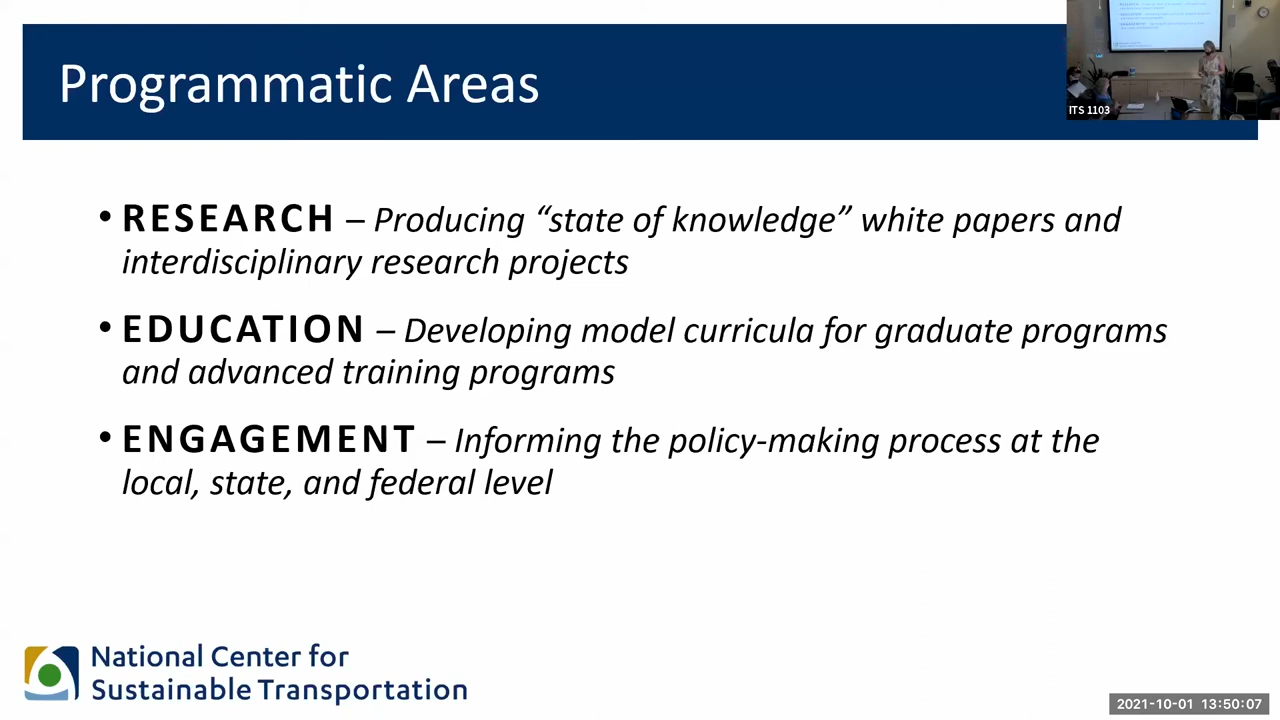 Programmatic Areas
ITS 1103
• RESEARCH – Producing “state of knowledge” white papers and
interdisciplinary research projects
• EDUCATION – Developing model curricula for graduate programs
and advanced training programs
• ENGAGEMENT – Informing the policy-making process at the
local, state, and federal level
National Center for
Sustainable Transportation
2021-10-01 13:50:07